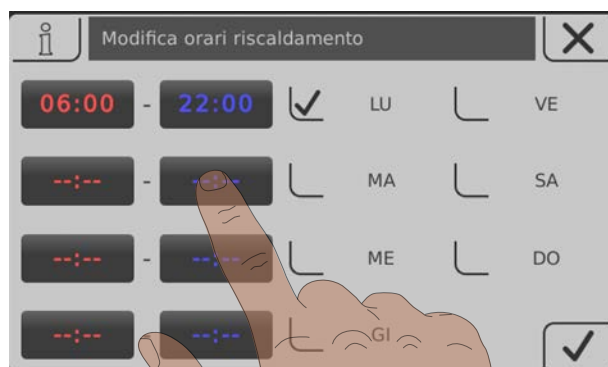 Modifica orari riscaldamento
06:00 - 22:00 LU VE
--:-- - --:-- MA SA
--:-- - --:-- ME DO
--:-- - --:-- GI